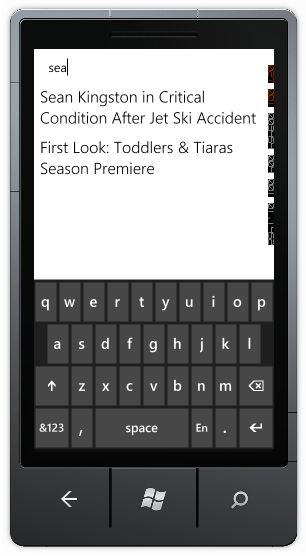 sea
Sean Kingston in Critical
Condition After Jet Ski Accident
First Look: Toddlers & Tiaras
Season Premiere
q w e r t y u i o p
a s d f g h j k l
z x c v b n m
&123 , space En .